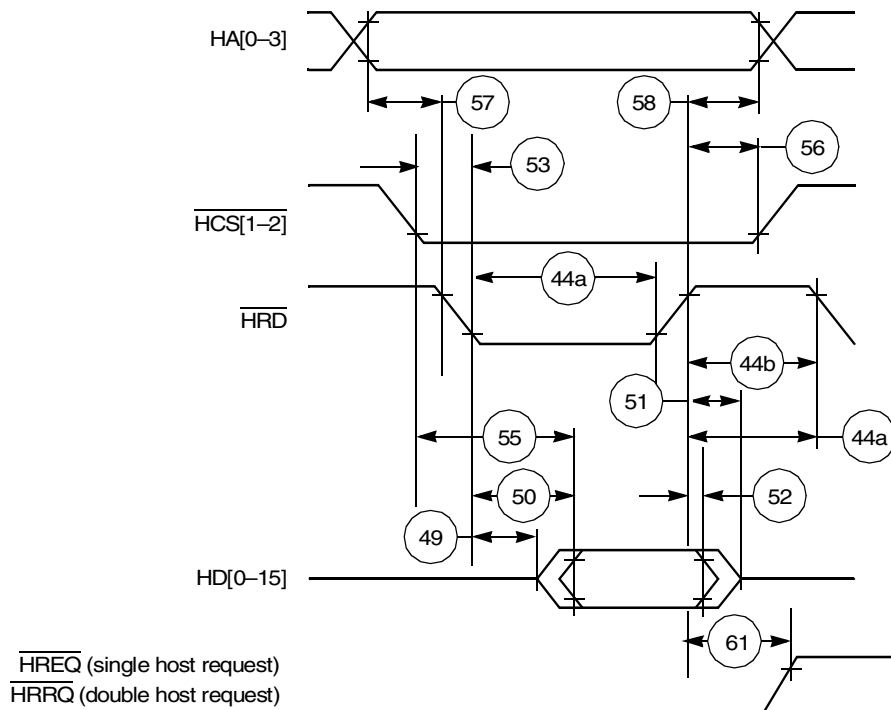 HA[0–3]
57
58
53
56
HCS[1–2]
44a
HRD
44b
51
55
44a
50
52
49
HD[0–15]
61
HREQ (single host request)
HRRQ (double host request)